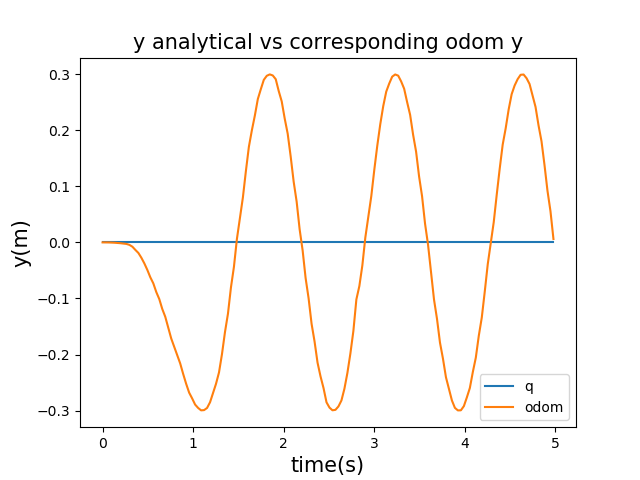 y analytical vs corresponding odom y
y(m)
0.3
0.2
0.1
0.0
−0.1
−0.2
−0.3
0 1 2 3 4 5
time(s)
q
odom